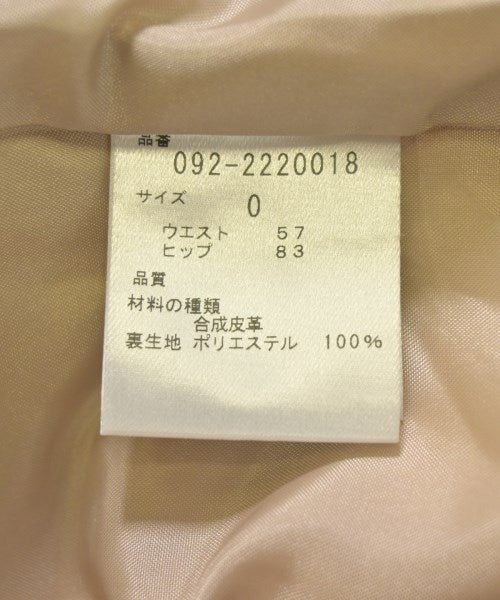 品番
092-2220018
サイズ 0
ウエスト 57
ヒップ 83
品質
材料の種類
合成皮革
裏生地 ポリエステル 100%